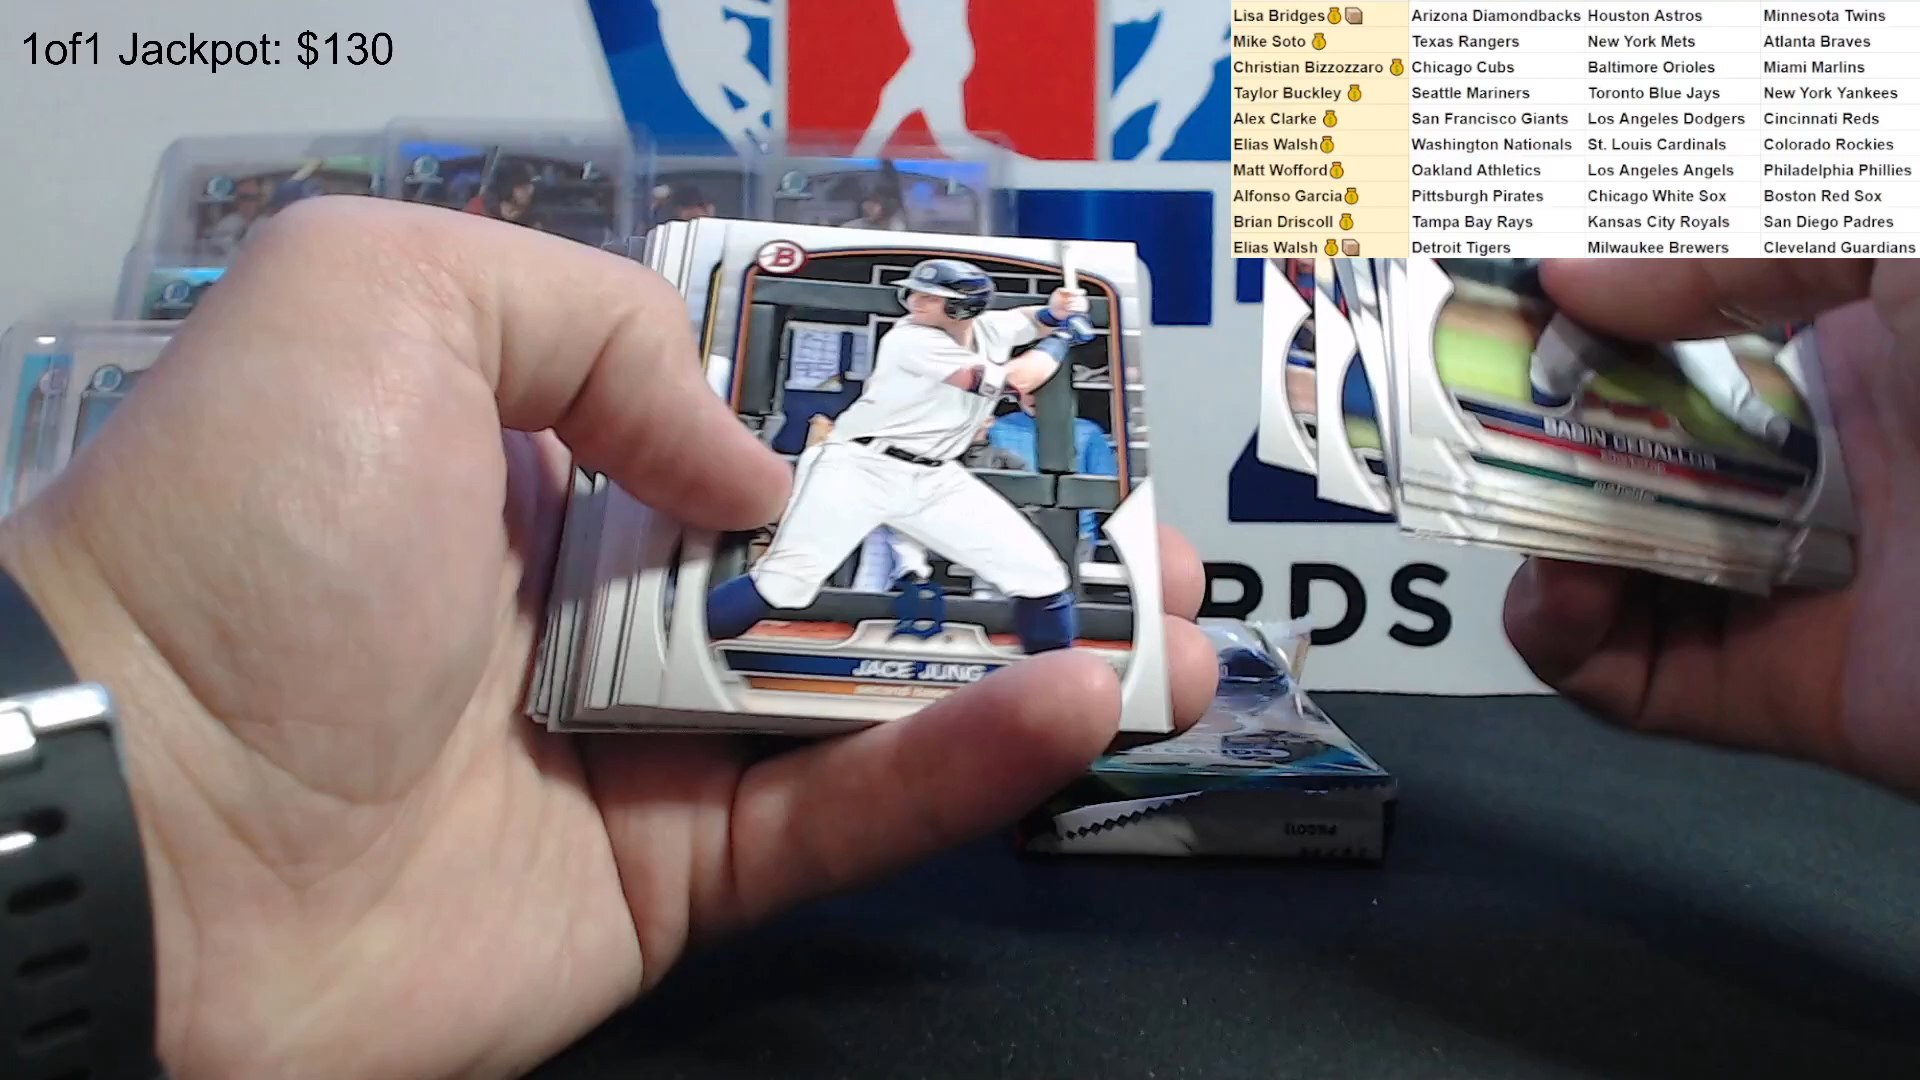 1of1 Jackpot: $130
Lisa Bridges Arizona Diamondbacks Houston Astros Minnesota Twins
Mike Soto Texas Rangers New York Mets Atlanta Braves
Christian Bizzozzaro Chicago Cubs Baltimore Orioles Miami Marlins
Taylor Buckley Seattle Mariners Toronto Blue Jays New York Yankees
Alex Clarke San Francisco Giants Los Angeles Dodgers Cincinnati Reds
Elias Walsh Washington Nationals St. Louis Cardinals Colorado Rockies
Matt Wofford Oakland Athletics Los Angeles Angels Philadelphia Phillies
Alfonso Garcia Pittsburgh Pirates Chicago White Sox Boston Red Sox
Brian Driscoll Tampa Bay Rays Kansas City Royals San Diego Padres
Elias Walsh Detroit Tigers Milwaukee Brewers Cleveland Guardians
B
JACE JUNG
RDS
CARDS